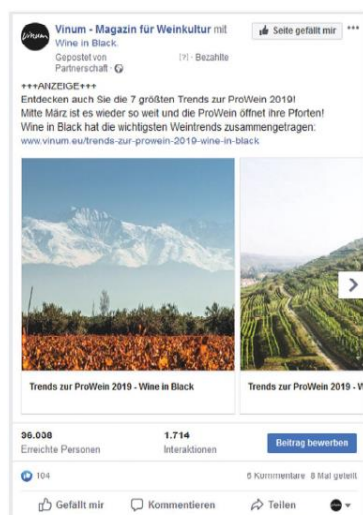 Vinum - Magazin für Weinkultur mit
Wine in Black.
Seite gefällt mir
Gepostet von
[?] · Bezahlte
Partnerschaft ·
+++ANZEIGE+++
Entdecken auch Sie die 7 größten Trends zur ProWein 2019!
Mitte März ist es wieder so weit und die ProWein öffnet ihre Pforten!
Wine in Black hat die wichtigsten Weintrends zusammengetragen:
www.vinum.eu/trends-zur-prowein-2019-wine-in-black
Trends zur ProWein 2019 - Wine in Black
Trends zur ProWein 2019 - W
36.038
Erreichte Personen
1.714
Interaktionen
Beitrag bewerben
104
6 Kommentare 8 Mal geteilt
Gefällt mir
Kommentieren
Teilen